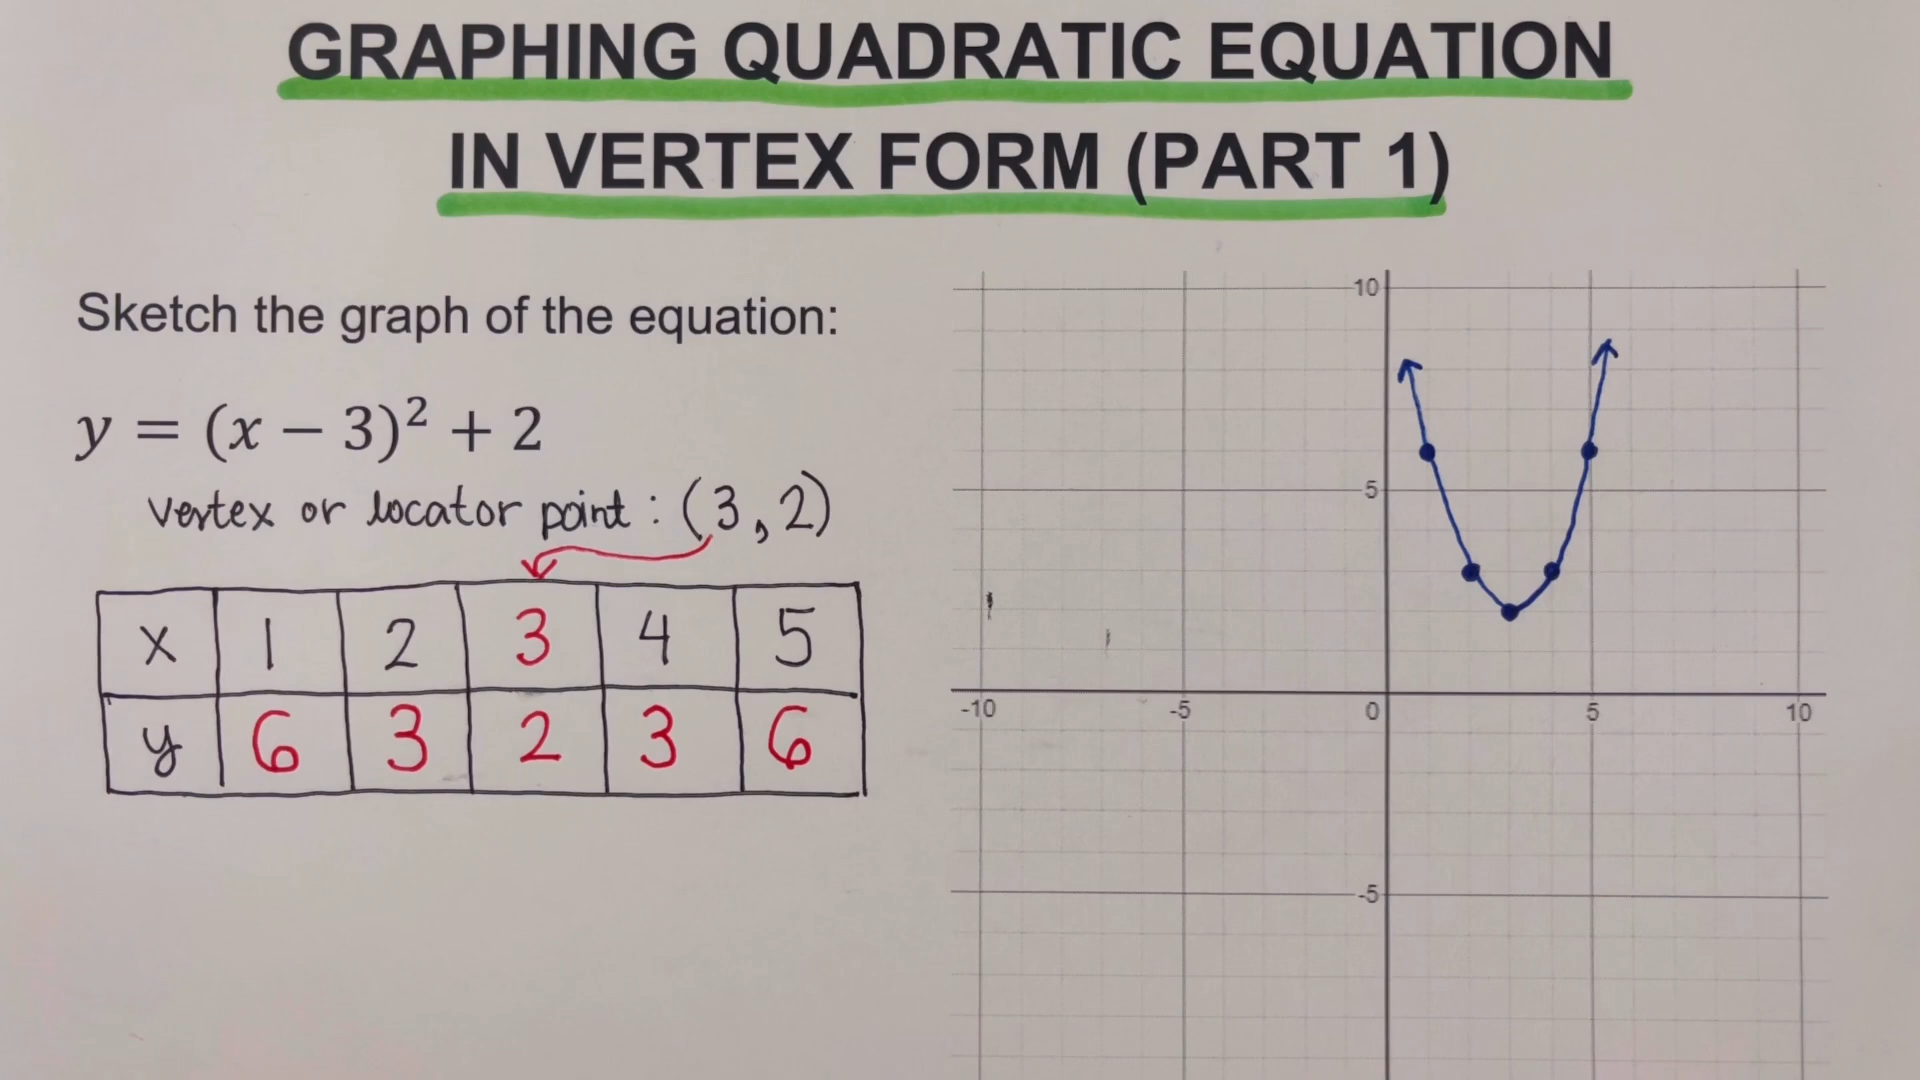 GRAPHING QUADRATIC EQUATION
IN VERTEX FORM (PART 1)
Sketch the graph of the equation:
y = (x − 3)² + 2
vertex or locator point : (3, 2)
x 1 2 3 4 5
y 6 3 2 3 6
10
5
-10 -5 0 5 10
-5